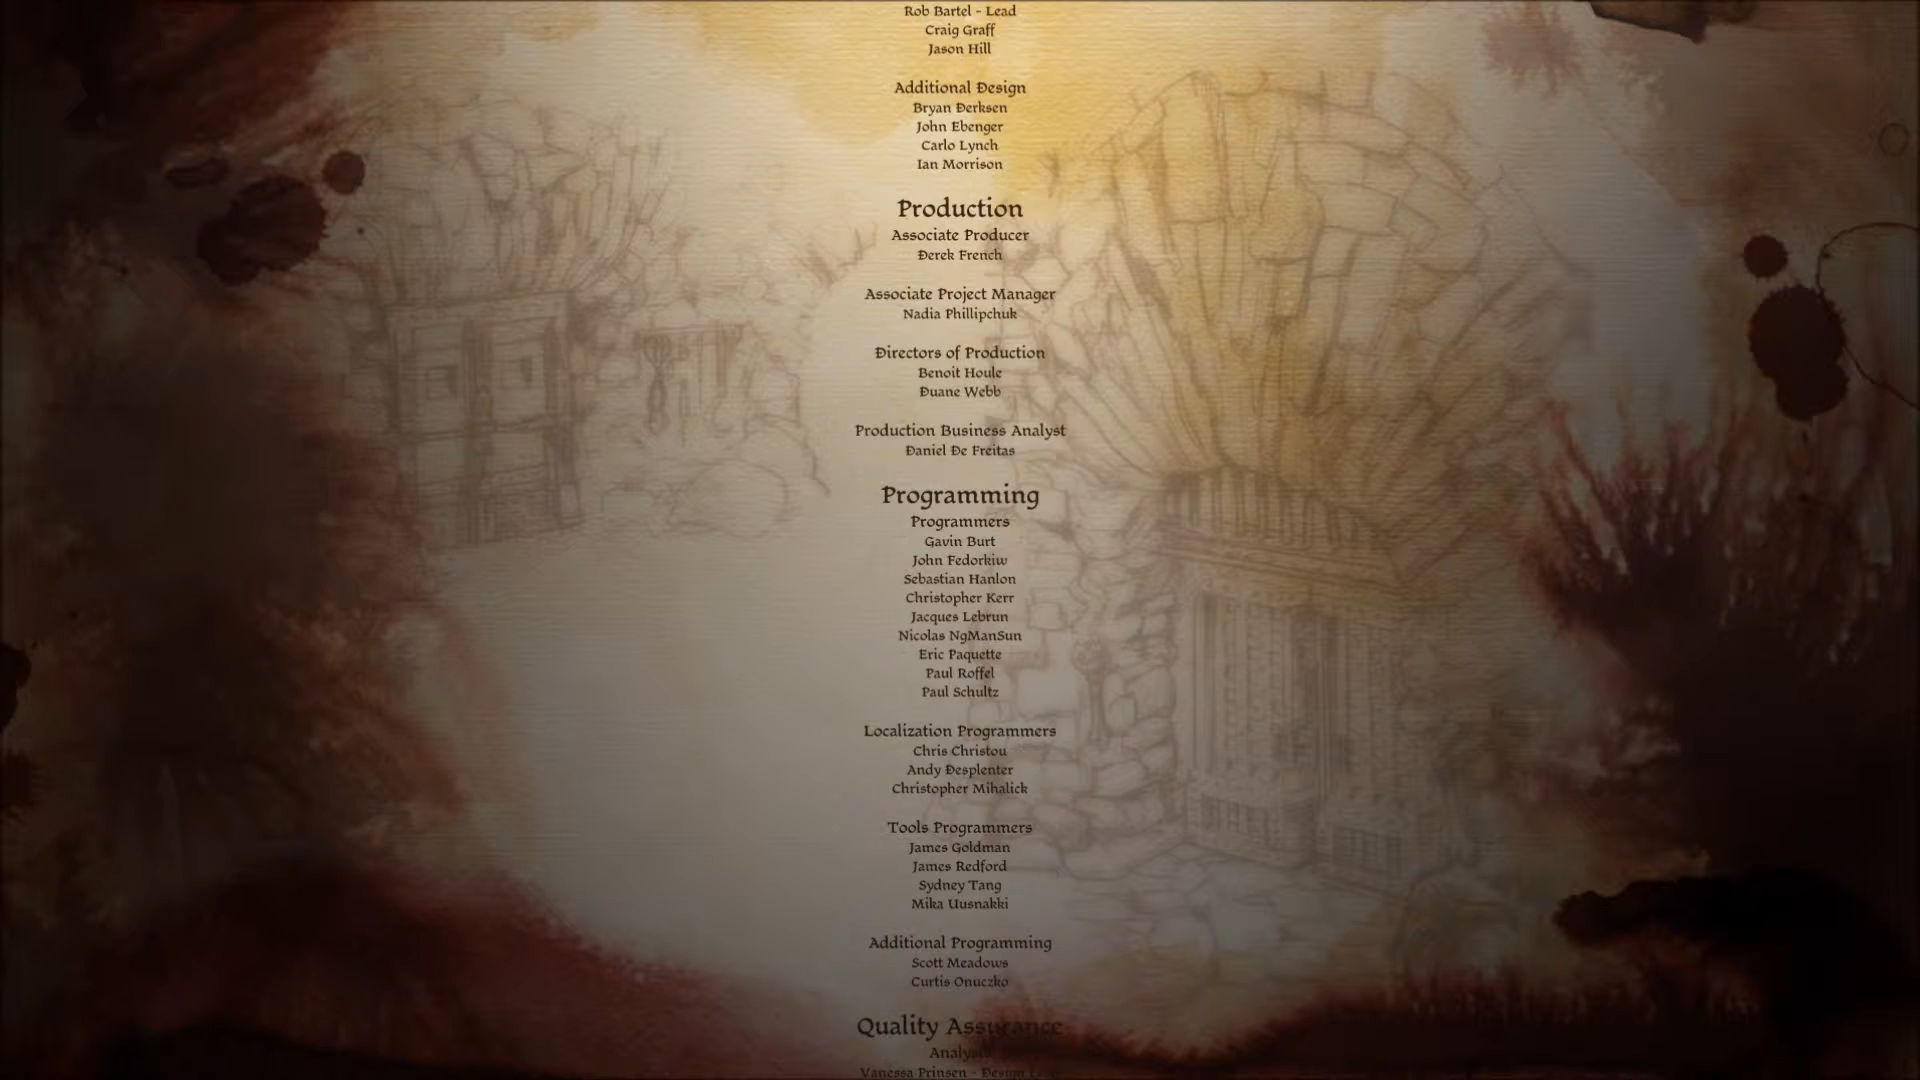 Rob Bartel - Lead
Craig Graff
Jason Hill
Additional Design
Bryan Derksen
John Ebenger
Carlo Lynch
Ian Morrison
Production
Associate Producer
Derek French
Associate Project Manager
Nadia Phillipchuk
Directors of Production
Benoit Houle
Duane Webb
Production Business Analyst
Daniel De Freitas
Programming
Programmers
Gavin Burt
John Fedorkiw
Sebastian Hanlon
Christopher Kerr
Jacques Lebrun
Nicolas NgManSun
Eric Paquette
Paul Roffel
Paul Schultz
Localization Programmers
Chris Christou
Andy Desplenter
Christopher Mihalick
Tools Programmers
James Goldman
James Redford
Sydney Tang
Mika Uusnakki
Additional Programming
Scott Meadows
Curtis Onuczko
Quality Assurance
Vanessa Prinsen - Design